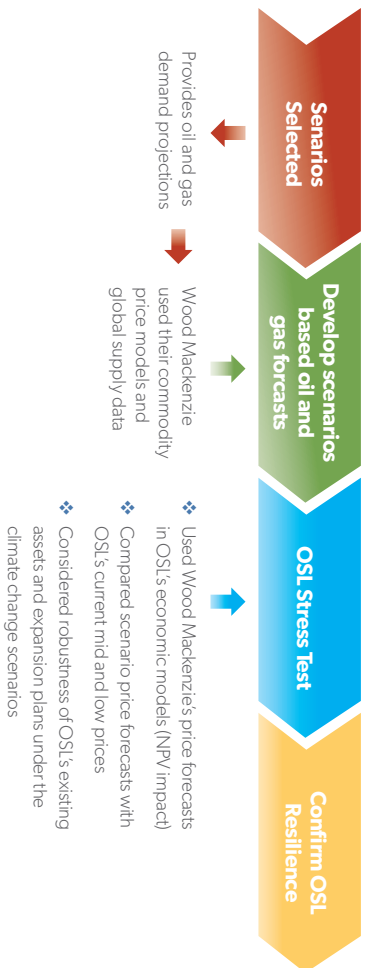 Senarios
Selected
Develop scenarios
based oil and
gas forcasts
OSL Stress Test
Confirm OSL
Resilience
Provides oil and gas
demand projections
Wood Mackenzie
used their commodity
price models and
global supply data
❖ Used Wood Mackenzie's price forecasts
in OSL's economic models (NPV impact)
❖ Compared scenario price forecasts with
OSL's current mid and low prices
❖ Considered robustness of OSL's existing
assets and expansion plans under the
climate change scenarios